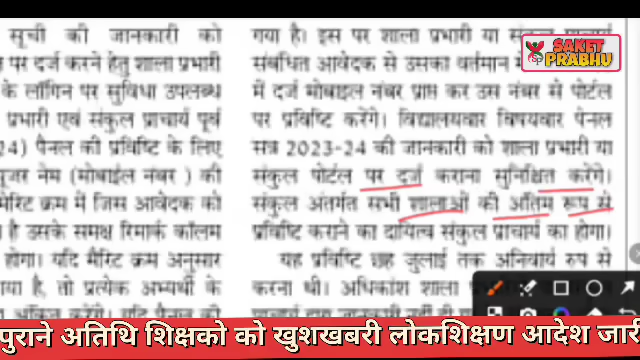 सूची की जानकारी को
पर दर्ज करने हेतु शाला प्रभारी
के लॉगिन पर सुविधा उपलब्ध
प्रभारी एवं संकुल प्राचार्य पूर्व
24) पैनल की प्रविष्टि के लिए
यूजर नेम (मोबाईल नंबर) की
मैरिट क्रम में जिस आवेदक को
है उसके समक्ष रिमार्क कॉलम
होगा। यदि मैरिट क्रम अनुसार
गया है, तो प्रत्येक अभ्यर्थी के
गया है। इस पर शाला प्रभारी या
संबधित आवेदक से उसका वर्तमान में
में दर्ज मोबाइल नंबर प्राप्त कर उस नंबर से पोर्टल
पर प्रविष्टि करेंगे। विद्यालयवार विषयवार पैनल
सत्र 2023-24 की जानकारी को शाला प्रभारी या
संकुल पोर्टल पर दर्ज कराना सुनिश्चित करेंगे।
संकुल अंतर्गत सभी शालाओं की अंतिम रूप से
प्रविष्टि कराने का दायित्व संकुल प्राचार्य का होगा।
यह प्रविष्टि छह जुलाई तक अनिवार्य रुप से
करना थी। अधिकांश शाला
SAKET
PRABHU
पुराने अतिथि शिक्षको को खुशखबरी लोकशिक्षण आदेश जारी